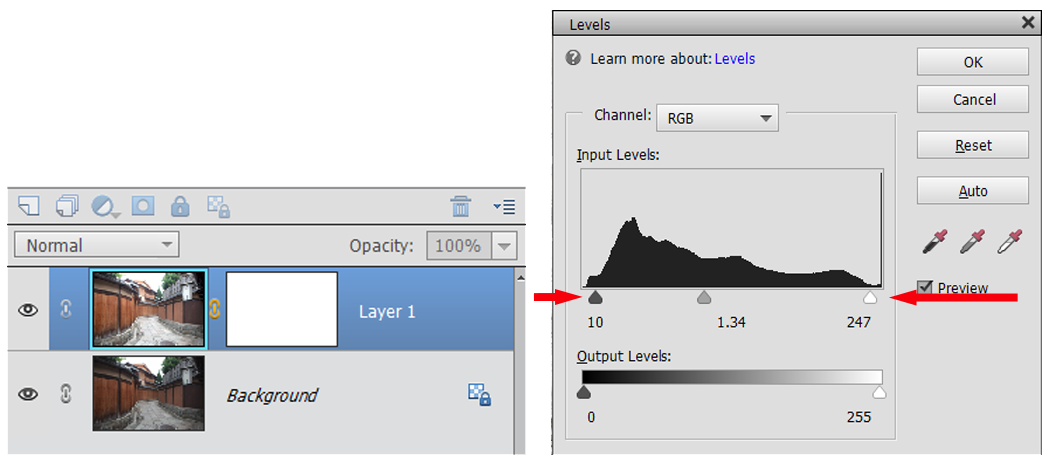 Normal
Opacity: 100%
Layer 1
Background
Levels
Learn more about: Levels
OK
Cancel
Reset
Auto
Channel: RGB
Input Levels:
Preview
10 1.34 247
Output Levels:
0 255